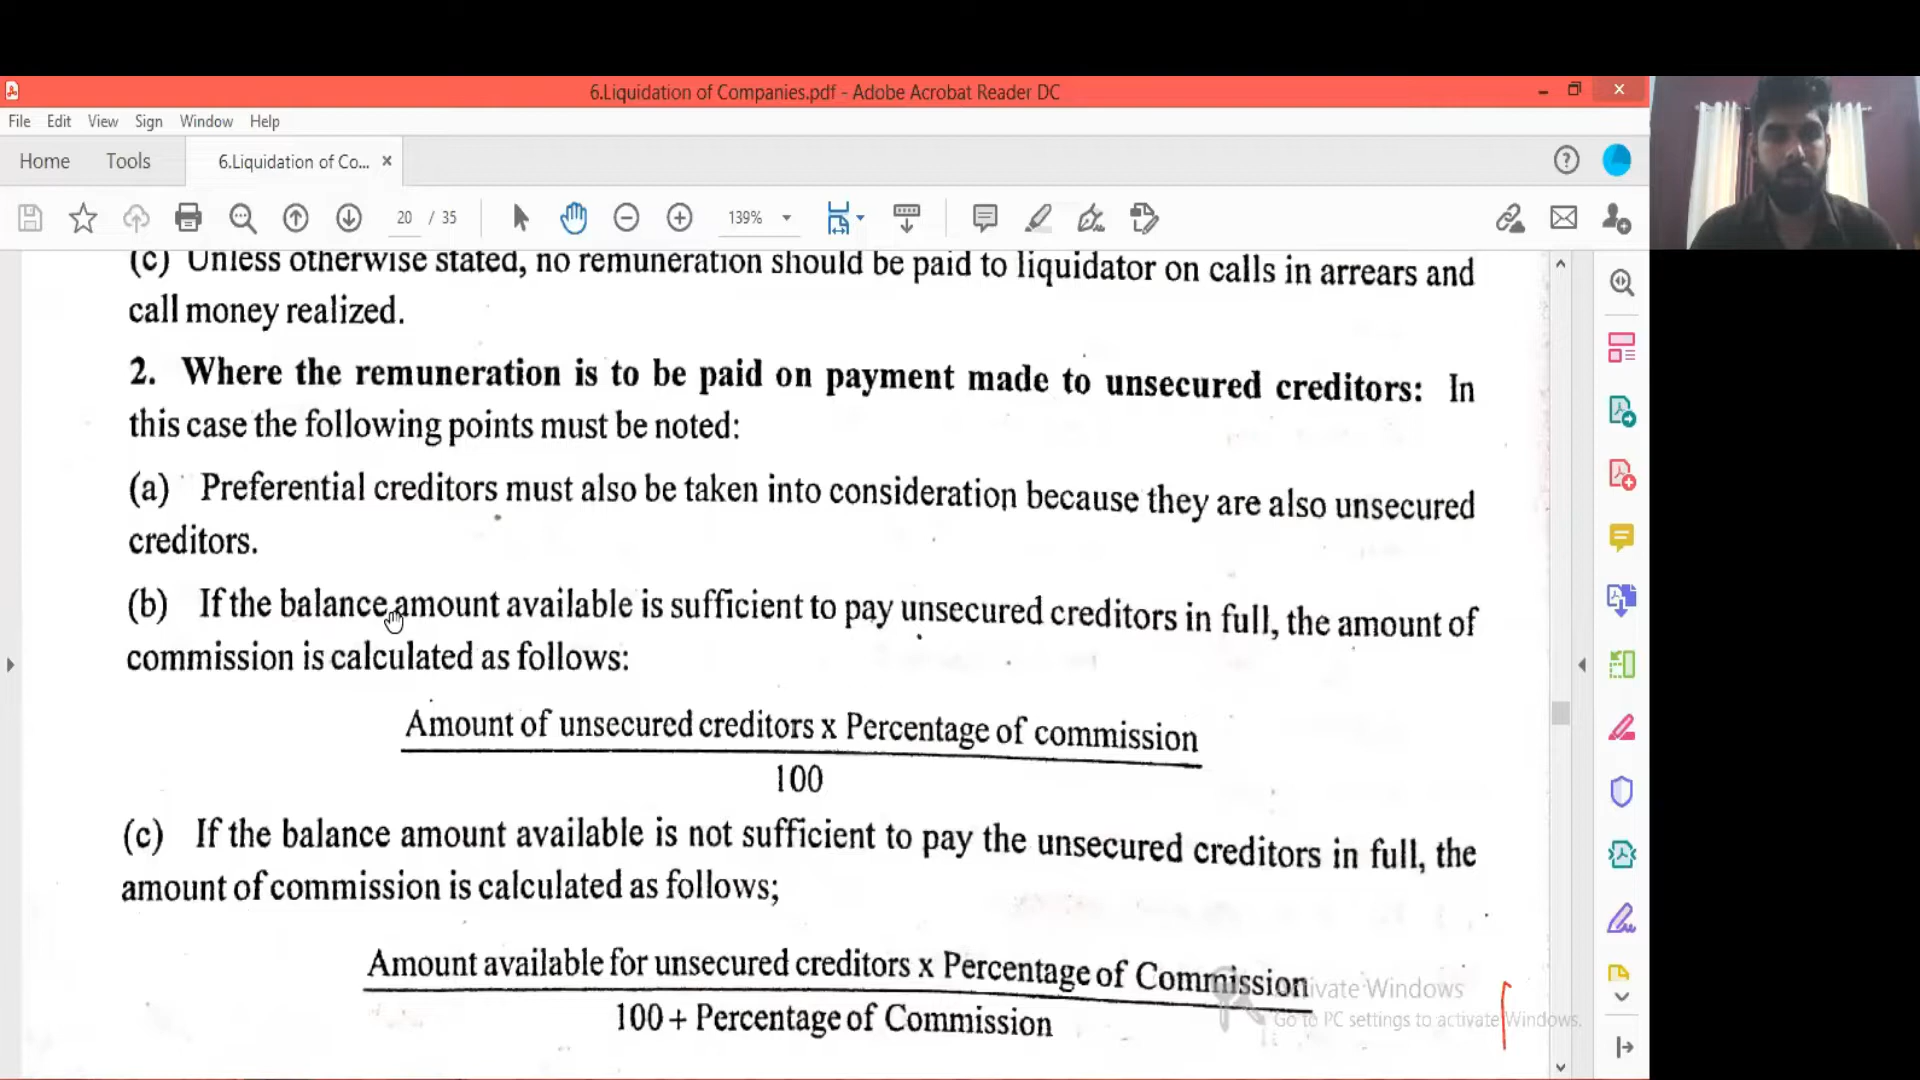 6.Liquidation of Companies.pdf - Adobe Acrobat Reader DC
File Edit View Sign Window Help
Home Tools 6.Liquidation of Co... ×
20 / 35 139%
(c) Unless otherwise stated, no remuneration should be paid to liquidator on calls in arrears and
call money realized.
2. Where the remuneration is to be paid on payment made to unsecured creditors: In
this case the following points must be noted:
(a) Preferential creditors must also be taken into consideration because they are also unsecured
creditors.
(b) If the balance amount available is sufficient to pay unsecured creditors in full, the amount of
commission is calculated as follows:
Amount of unsecured creditors x Percentage of commission
100
(c) If the balance amount available is not sufficient to pay the unsecured creditors in full, the
amount of commission is calculated as follows;
Amount available for unsecured creditors x Percentage of Commission
100 + Percentage of Commission
Activate Windows
Go to PC settings to activate Windows.